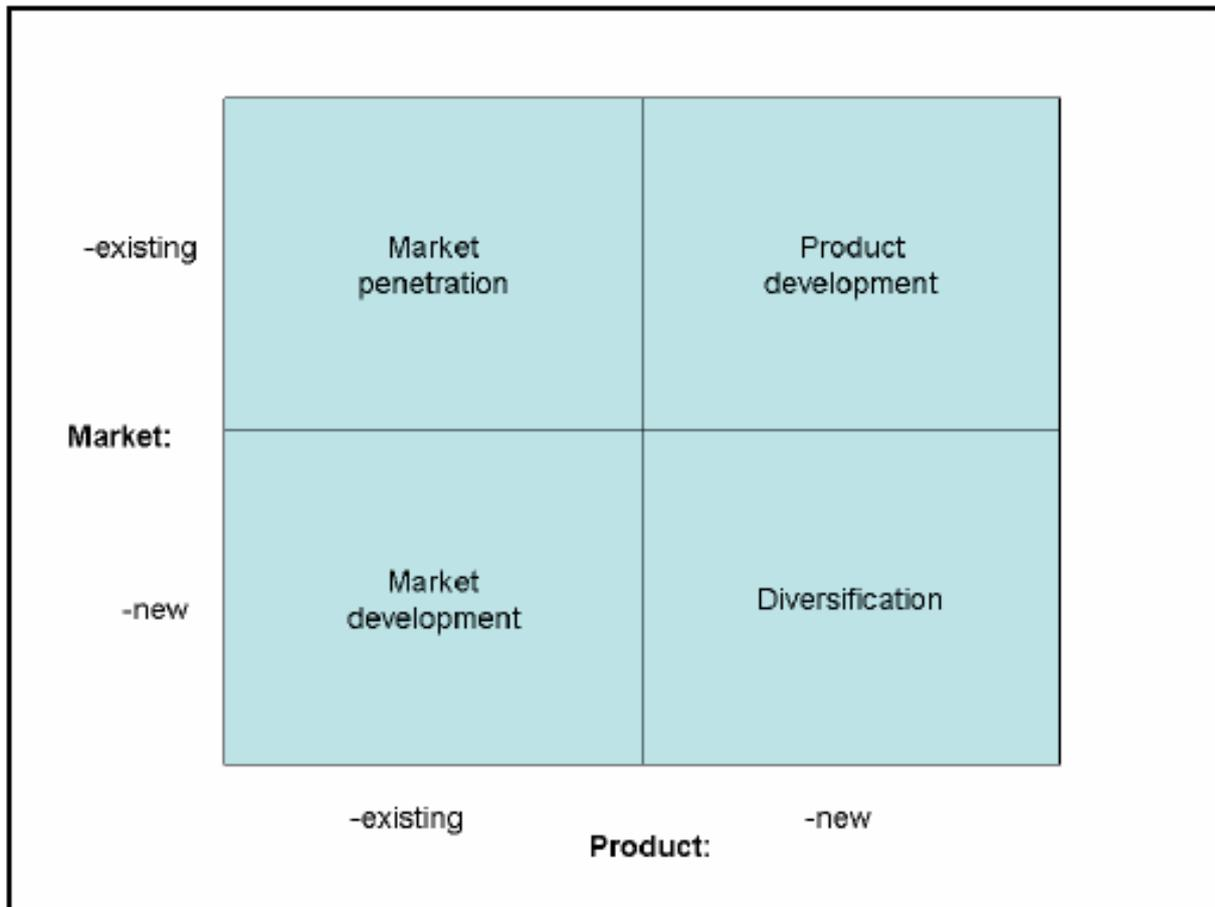 -existing
Market
penetration
Product
development
Market:
-new
Market
development
Diversification
-existing
-new
Product: